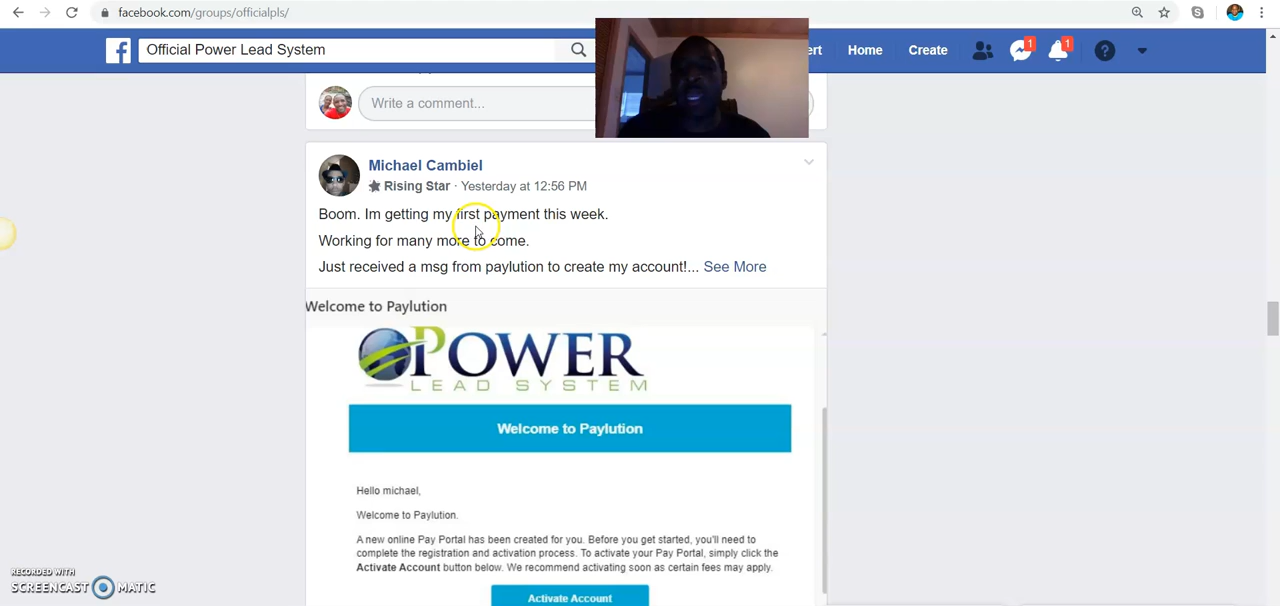 facebook.com/groups/officialpls/
Official Power Lead System
Home
Create
1
1
Write a comment...
Michael Cambiel
Rising Star · Yesterday at 12:56 PM
Boom. Im getting my first payment this week.
Working for many more to come.
Just received a msg from paylution to create my account!... See More
Welcome to Paylution
POWER
LEAD SYSTEM
Welcome to Paylution
Hello michael,
Welcome to Paylution.
A new online Pay Portal has been created for you. Before you get started, you'll need to
complete the registration and activation process. To activate your Pay Portal, simply click the
Activate Account button below. We recommend activating soon as certain fees may apply.
Activate Account
RECORDED WITH
SCREENCAST MATIC